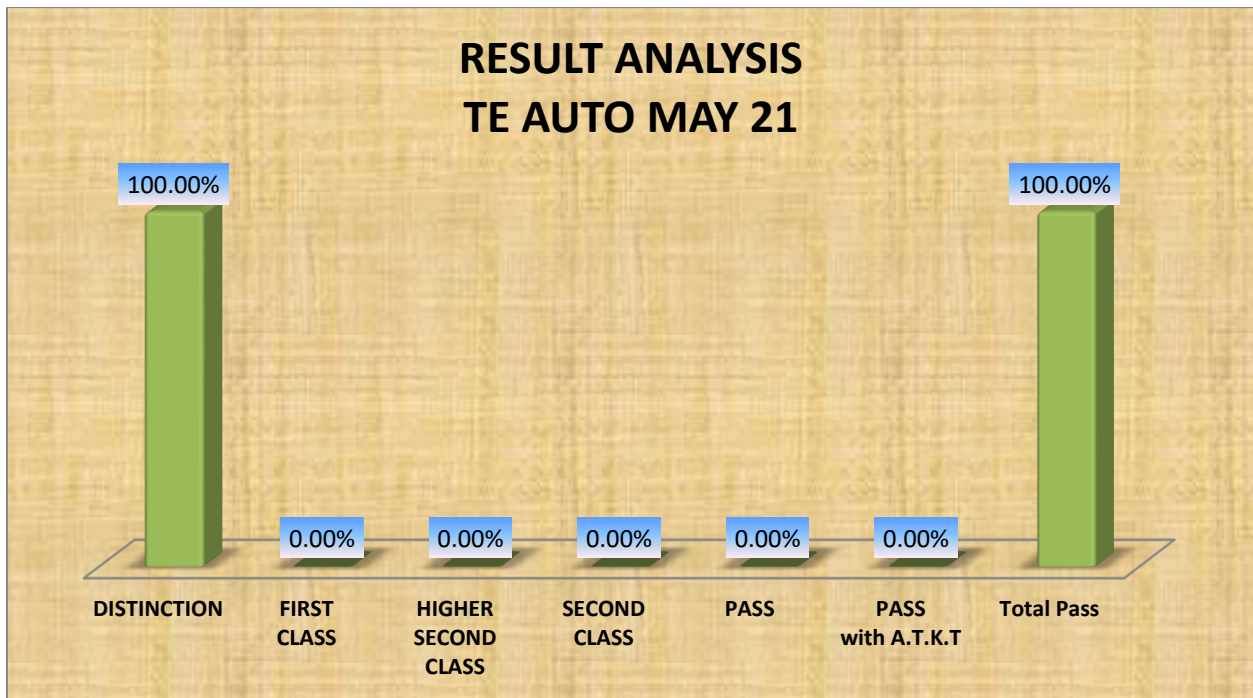 RESULT ANALYSIS
TE AUTO MAY 21
100.00%
0.00%
0.00%
0.00%
0.00%
0.00%
100.00%
DISTINCTION
FIRST
CLASS
HIGHER
SECOND
CLASS
SECOND
CLASS
PASS
PASS
with A.T.K.T
Total Pass